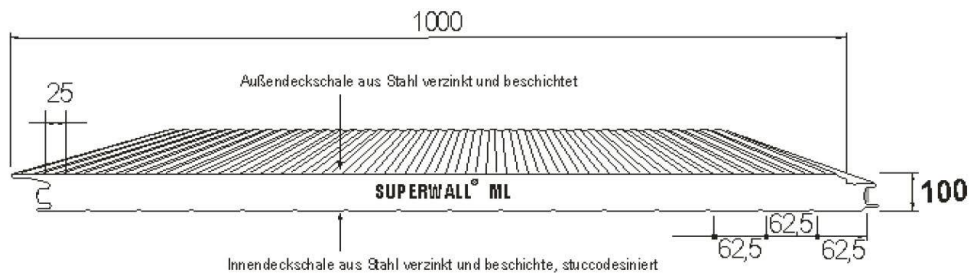 1000
Außendeckschale aus Stahl verzinkt und beschichtet
25
SUPERWALL® ML
100
62,5
62,5 62,5
Innendeckschale aus Stahl verzinkt und beschichte, stuccodesiniert